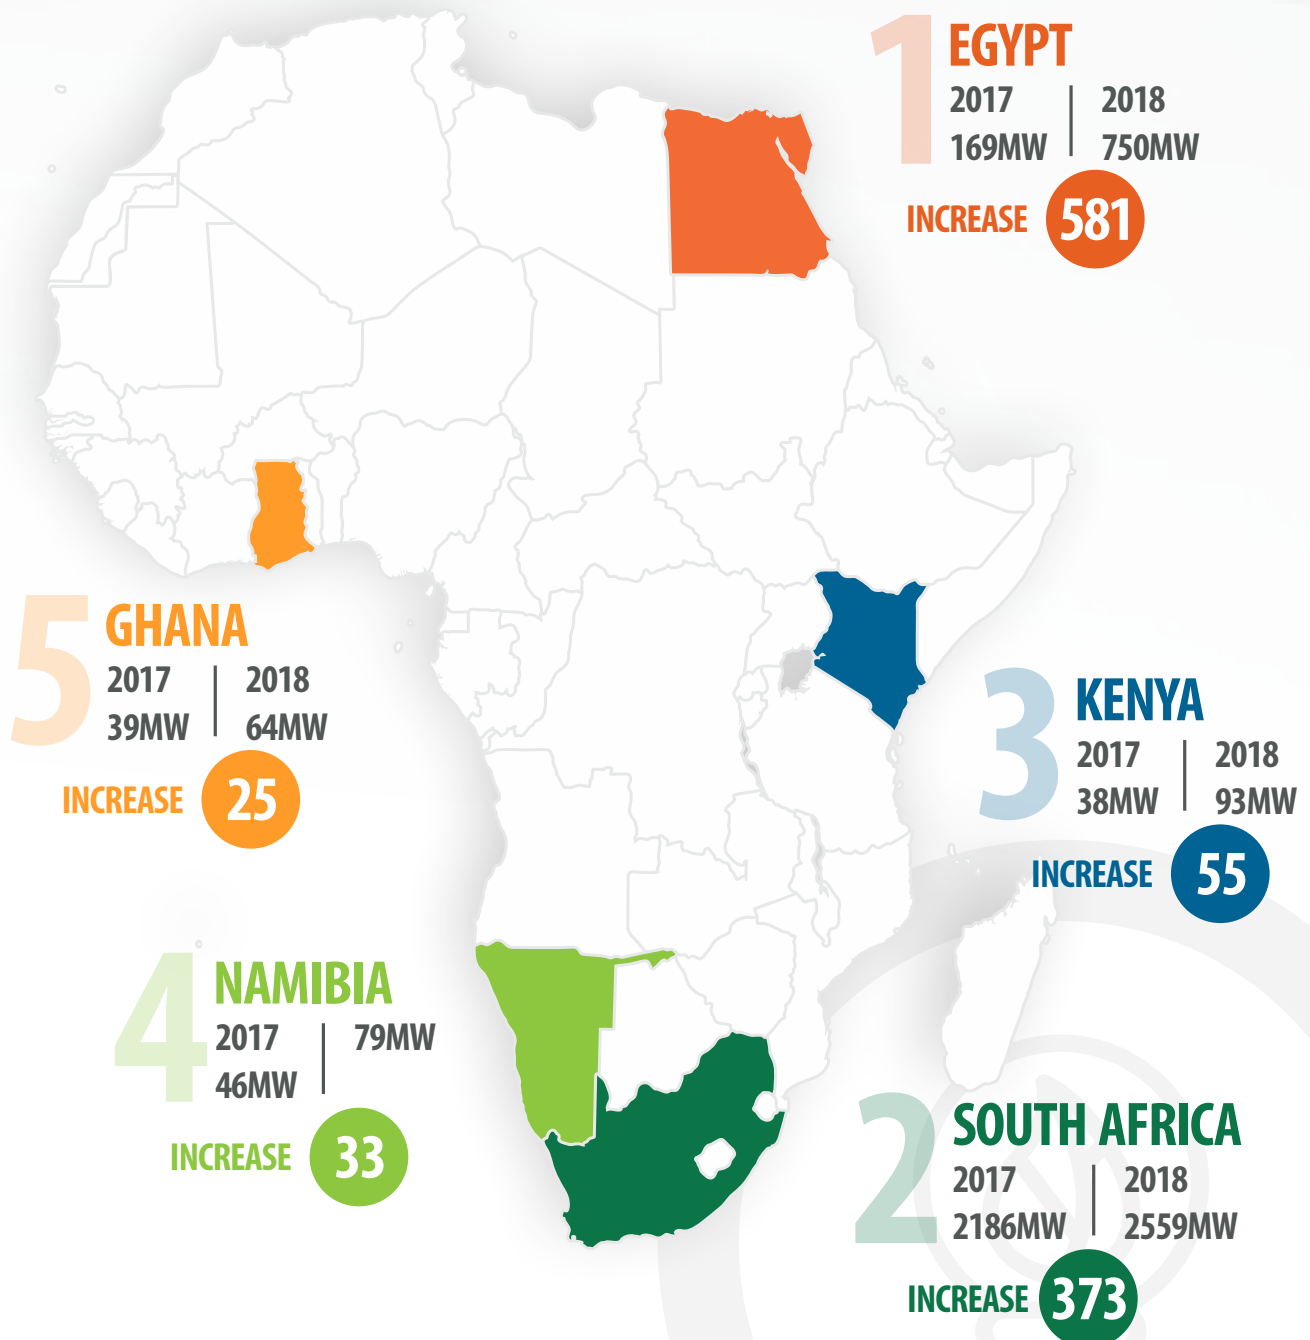 1
EGYPT
2017 | 2018
169MW | 750MW
INCREASE 581
5
GHANA
2017 | 2018
39MW | 64MW
INCREASE 25
3
KENYA
2017 | 2018
38MW | 93MW
INCREASE 55
4
NAMIBIA
2017 | 79MW
46MW
INCREASE 33
2
SOUTH AFRICA
2017 | 2018
2186MW | 2559MW
INCREASE 373